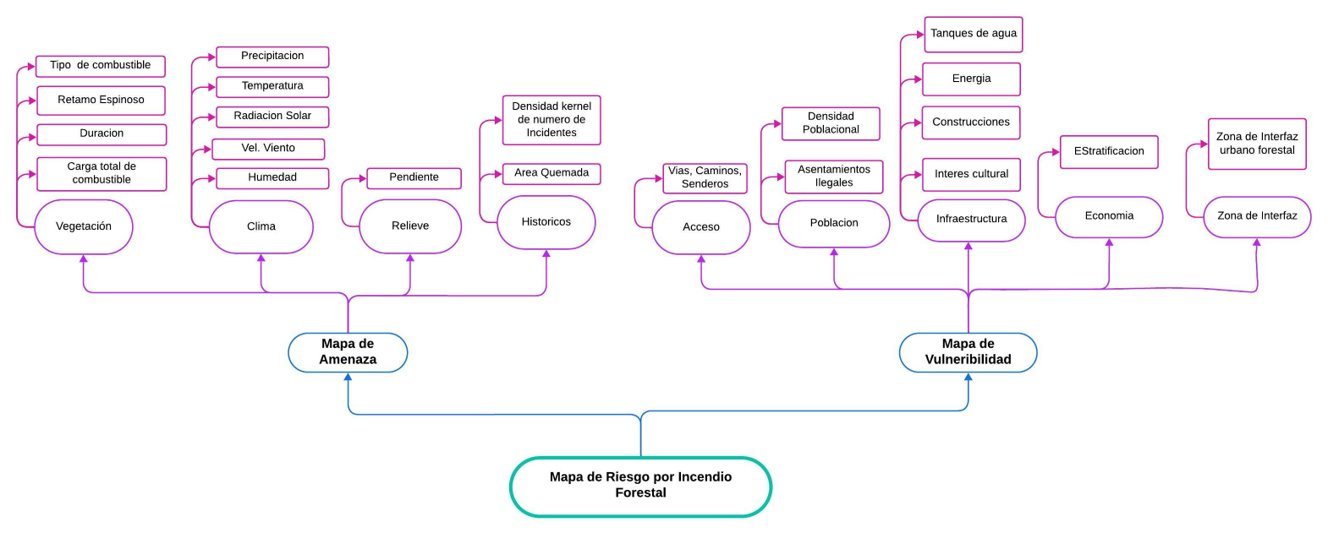 Tipo de combustible
Retamo Espinoso
Duracion
Carga total de
combustible
Vegetación
Precipitacion
Temperatura
Radiacion Solar
Vel. Viento
Humedad
Clima
Pendiente
Relieve
Densidad kernel
de numero de
Incidentes
Area Quemada
Historicos
Vias, Caminos,
Senderos
Acceso
Densidad
Poblacional
Asentamientos
Ilegales
Poblacion
Tanques de agua
Energia
Construcciones
Interes cultural
Infraestructura
EStratificacion
Economia
Zona de Interfaz
urbano forestal
Zona de Interfaz
Mapa de
Amenaza
Mapa de
Vulneribilidad
Mapa de Riesgo por Incendio
Forestal